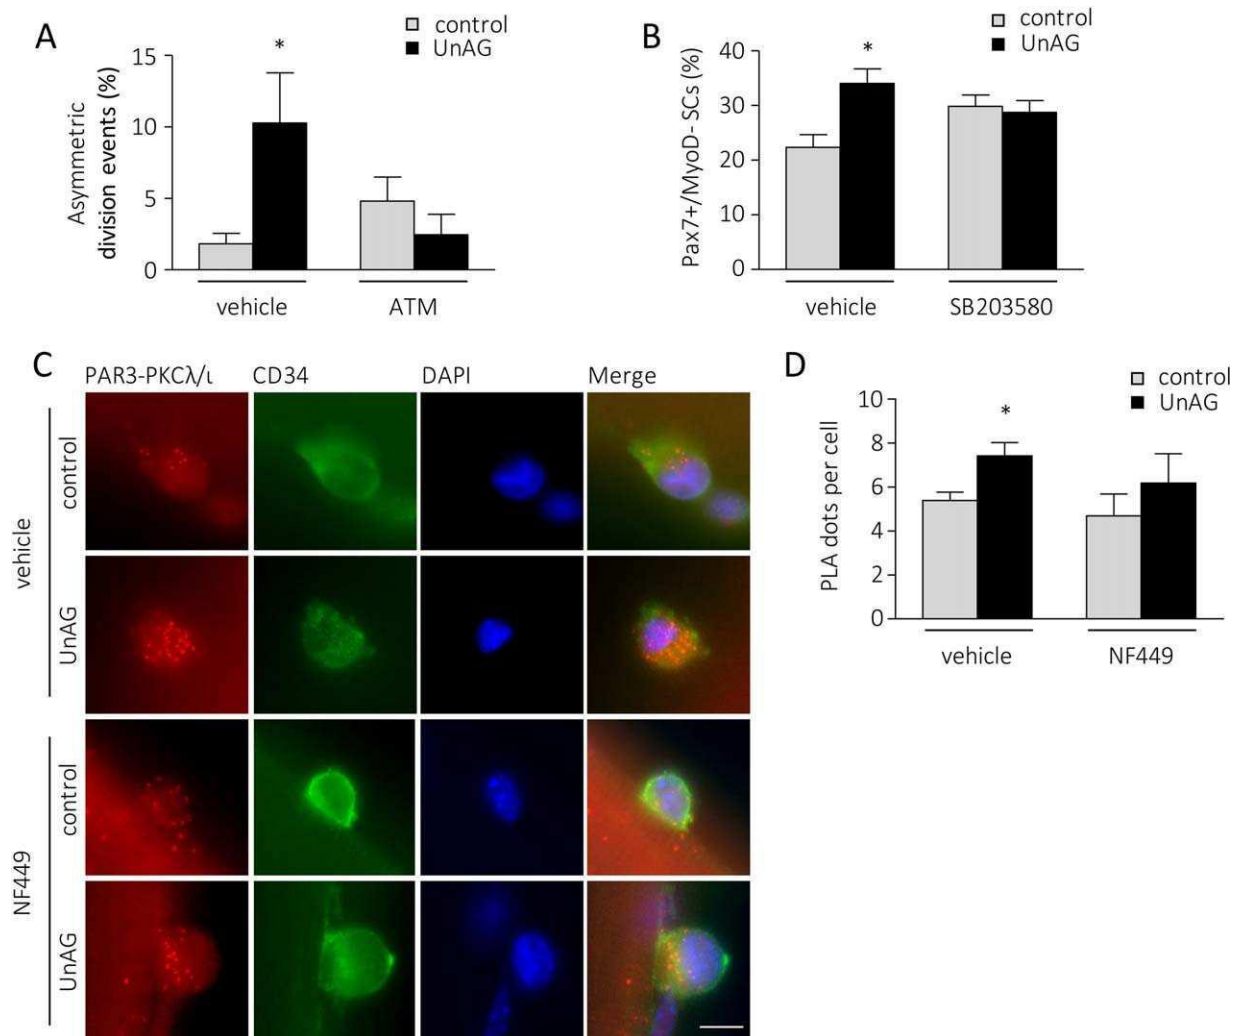 A
control
UnAG
*
15
10
5
0
Asymmetric
division events (%)
vehicle
ATM
B
control
UnAG
*
40
30
20
10
0
Pax7+/MyoD- SCs (%)
vehicle
SB203580
C
PAR3-PKCλ/ι CD34 DAPI Merge
vehicle
control
UnAG
NF449
control
UnAG
D
control
UnAG
*
10
8
6
4
2
0
PLA dots per cell
vehicle
NF449